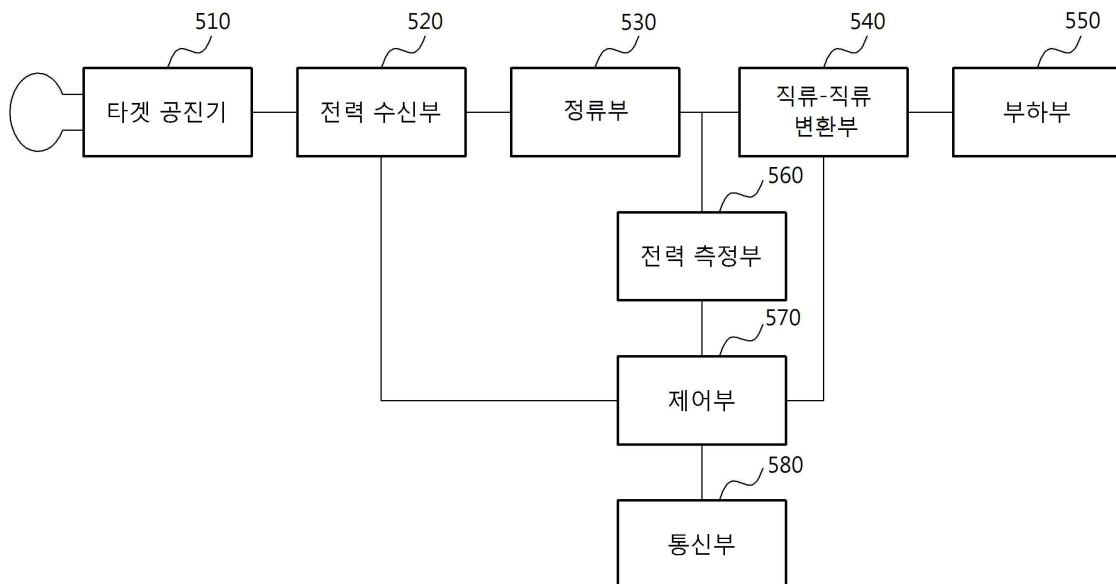 510
520
530
540
550
타겟 공진기
전력 수신부
정류부
직류-직류
변환부
부하부
560
전력 측정부
570
제어부
580
통신부